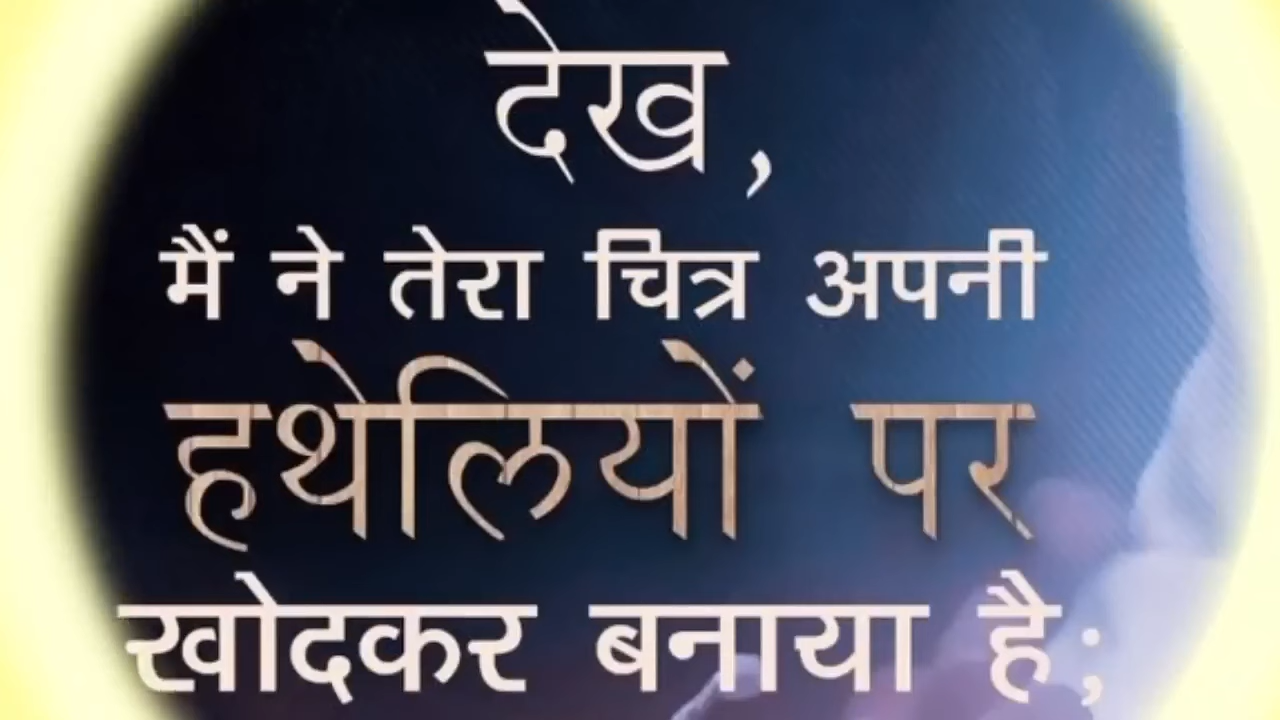 देख,
मैं ने तेरा चित्र अपनी
हथेलियों पर
खोदकर बनाया है;